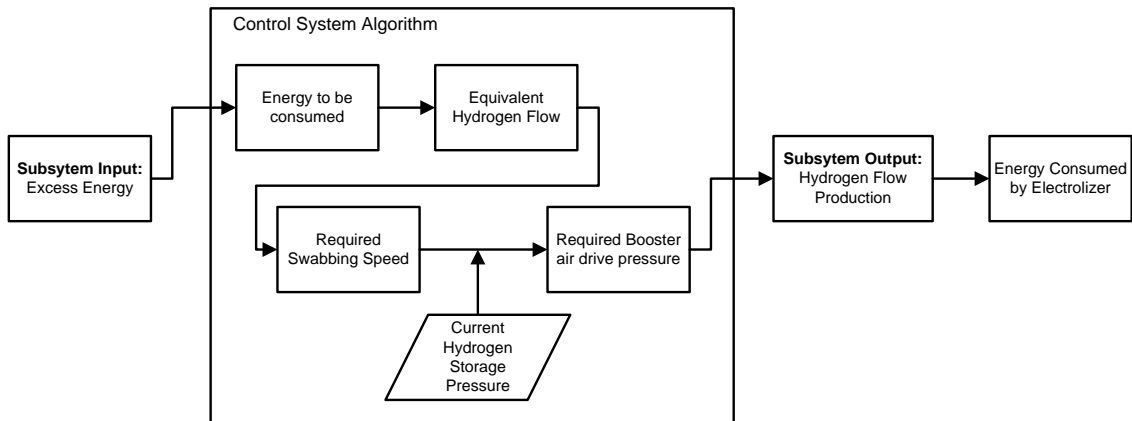 Control System Algorithm
Energy to be
consumed
Equivalent
Hydrogen Flow
Subsytem Input:
Excess Energy
Subsytem Output:
Hydrogen Flow
Production
Energy Consumed
by Electrolizer
Required
Swabbing Speed
Required Booster
air drive pressure
Current
Hydrogen
Storage
Pressure